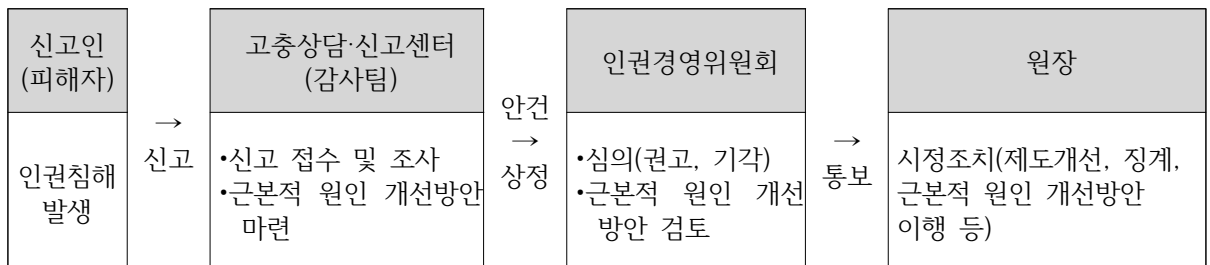 신고인
(피해자)
인권침해
발생
→
신고
고충상담·신고센터
(감사팀)
•신고 접수 및 조사
•근본적 원인 개선방안
마련
안건
→
상정
인권경영위원회
•심의(권고, 기각)
•근본적 원인 개선
방안 검토
→
통보
원장
시정조치(제도개선, 징계,
근본적 원인 개선방안
이행 등)